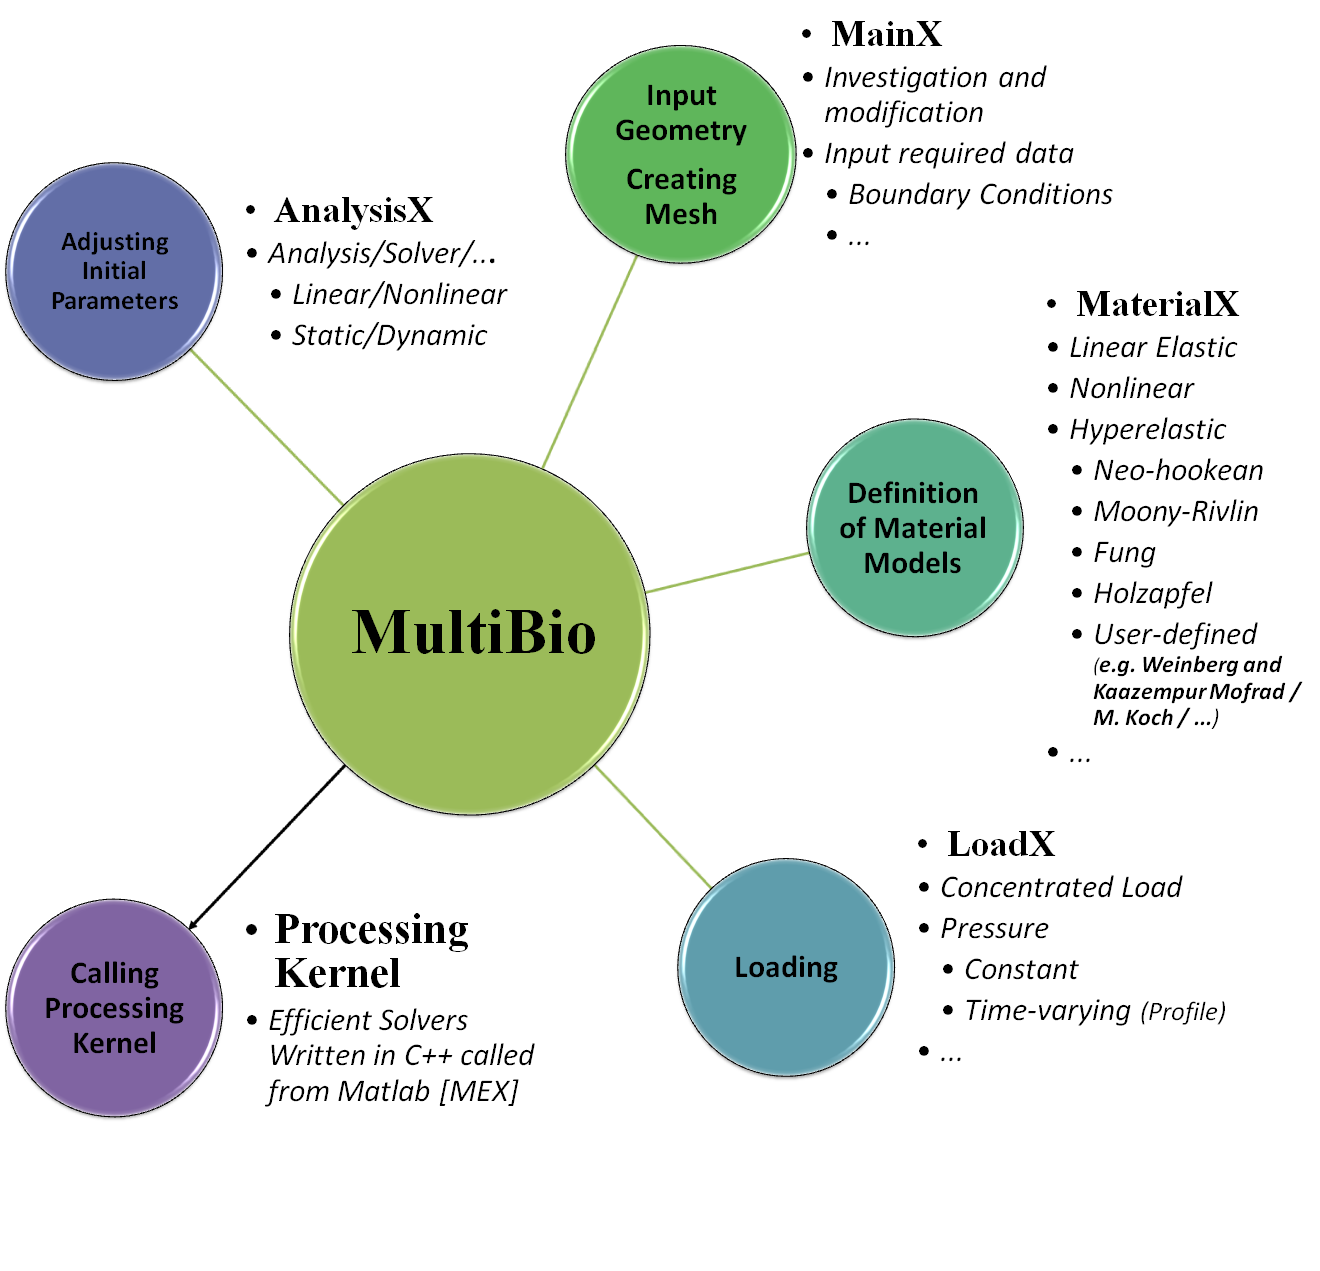 Adjusting
Initial
Parameters
• AnalysisX
• Analysis/Solver/...
• Linear/Nonlinear
• Static/Dynamic
Input
Geometry
Creating
Mesh
• MainX
• Investigation and
modification
• Input required data
• Boundary Conditions
• ...
Definition
of Material
Models
• MaterialX
• Linear Elastic
• Nonlinear
• Hyperelastic
• Neo-hookean
• Moony-Rivlin
• Fung
• Holzapfel
• User-defined
(e.g. Weinberg and
Kaazempur Mofrad /
M. Koch / ...)
• ...
MultiBio
Loading
• LoadX
• Concentrated Load
• Pressure
• Constant
• Time-varying (Profile)
• ...
Calling
Processing
Kernel
• Processing
Kernel
• Efficient Solvers
Written in C++ called
from Matlab [MEX]